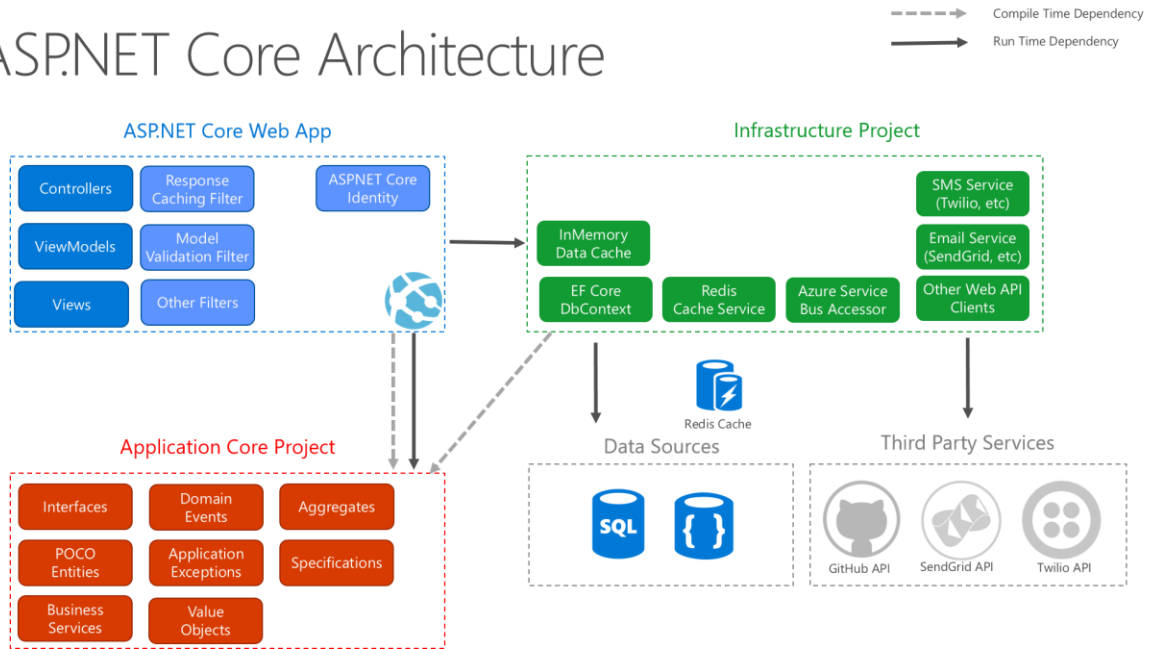 Compile Time Dependency
Run Time Dependency
ASP.NET Core Architecture
ASP.NET Core Web App
Controllers
Response
Caching Filter
ASP.NET Core
Identity
ViewModels
Model
Validation Filter
Views
Other Filters
Infrastructure Project
SMS Service
(Twilio, etc)
InMemory
Data Cache
Email Service
(SendGrid, etc)
EF Core
DbContext
Redis
Cache Service
Azure Service
Bus Accessor
Other Web API
Clients
Redis Cache
Application Core Project
Interfaces
Domain
Events
Aggregates
POCO
Entities
Application
Exceptions
Specifications
Business
Services
Value
Objects
Data Sources
SQL
{ }
Third Party Services
GitHub API
SendGrid API
Twilio API